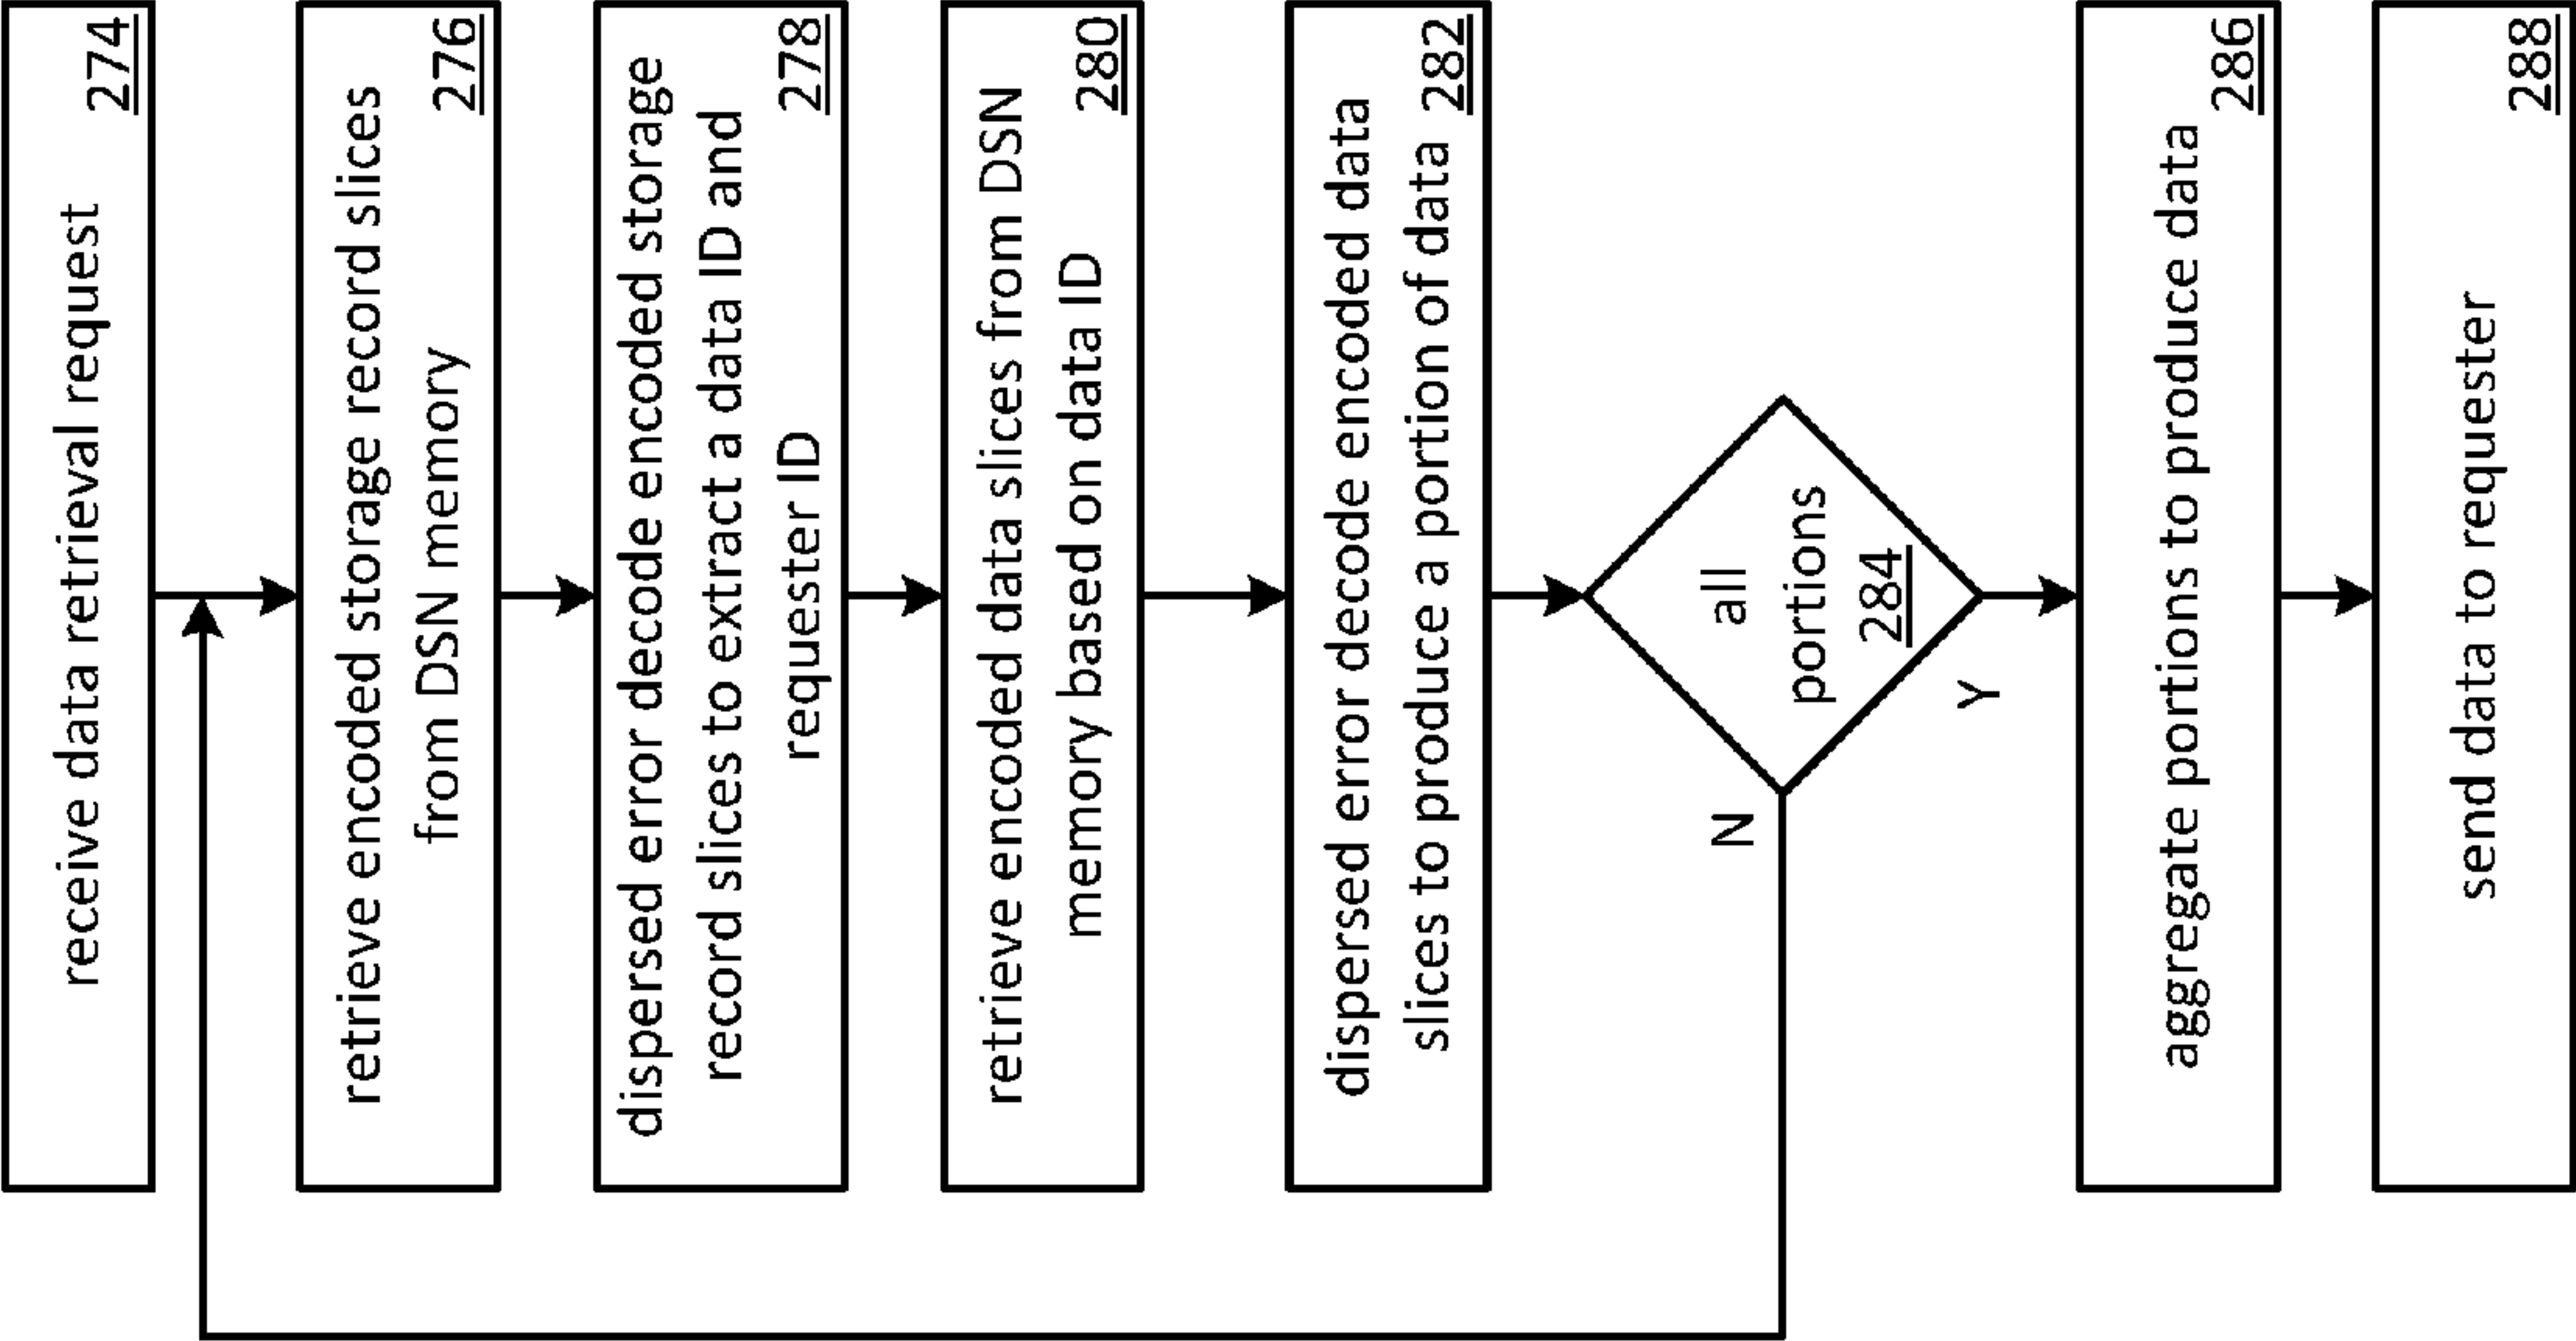 receive data retrieval request
274
retrieve encoded storage record slices
from DSN memory
276
dispersed error decode encoded storage
record slices to extract a data ID and
requester ID
278
retrieve encoded data slices from DSN
memory based on data ID
280
dispersed error decode encoded data
slices to produce a portion of data
282
all
portions
284
N
Y
aggregate portions to produce data
286
send data to requester
288